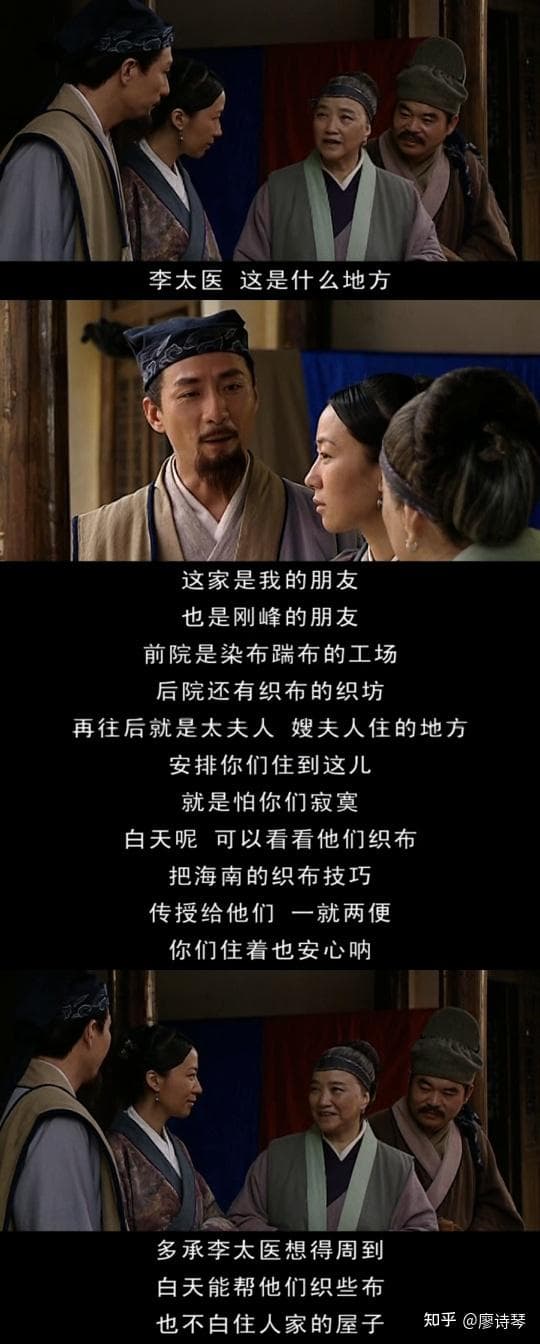 李太医 这是什么地方
这家是我的朋友
也是刚峰的朋友
前院是染布踹布的工场
后院还有织布的织坊
再往后就是太夫人 嫂夫人住的地方
安排你们住到这儿
就是怕你们寂寞
白天呢 可以看看他们织布
把海南的织布技巧
传授给他们 一就两便
你们住着也安心呐
多承李太医想得周到
白天能帮他们织些布
也不白住人家的屋子
知乎 @廖诗琴